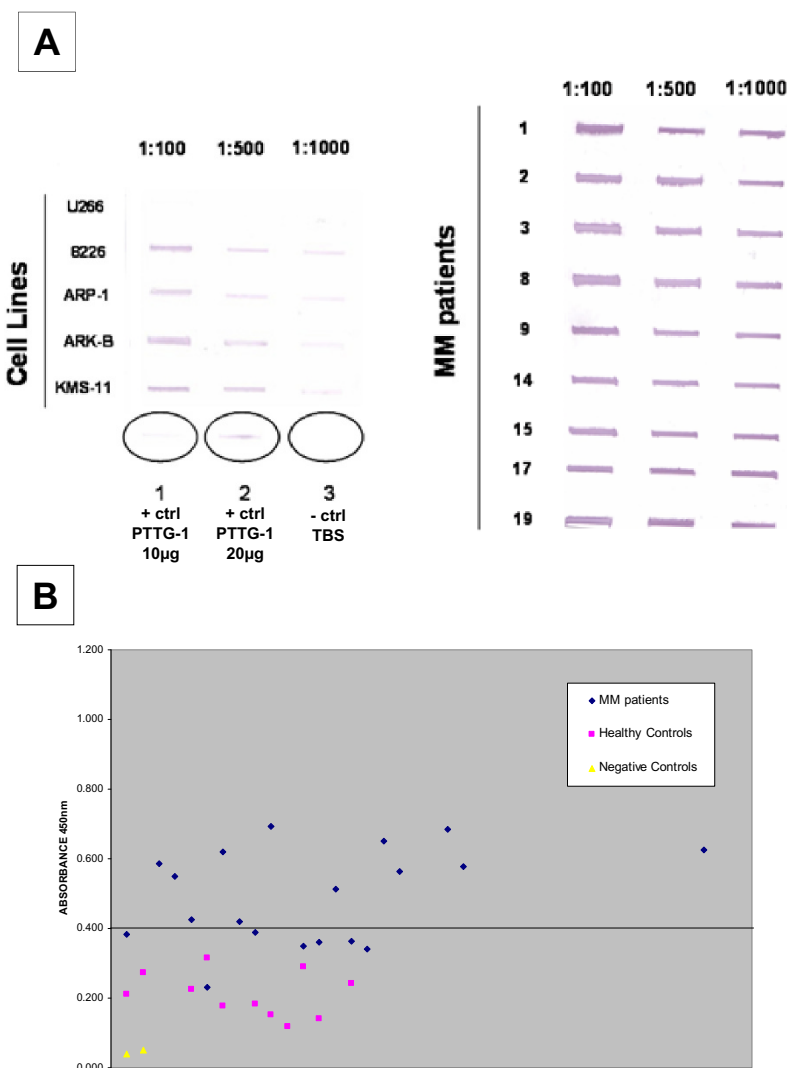 A
1:100 1:500 1:1000
Cell Lines
U266
8226
ARP-1
ARK-B
KMS-11
1 2 3
+ ctrl + ctrl - ctrl
PTTG-1 PTTG-1 TBS
10µg 20µg
1:100 1:500 1:1000
MM patients
1
2
3
8
9
14
15
17
19
B
ABSORBANCE 450nm
1.200
1.000
0.800
0.600
0.400
0.200
0.000
MM patients
Healthy Controls
Negative Controls